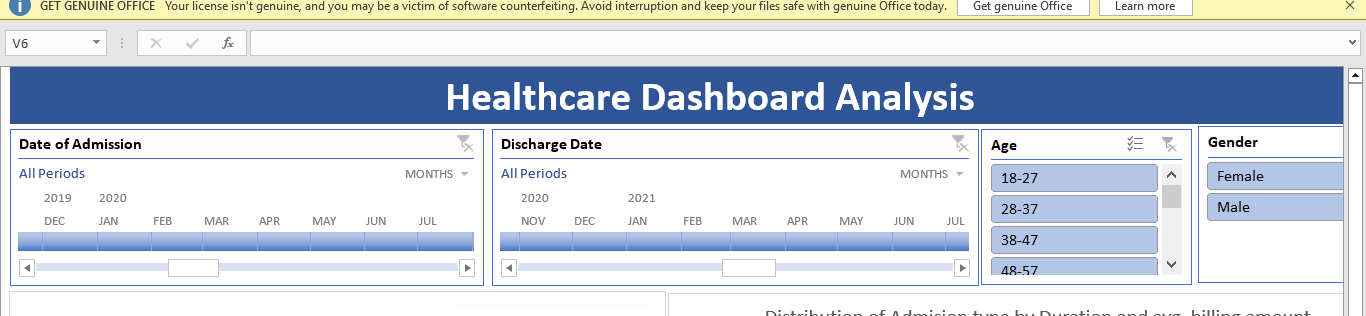 GET GENUINE OFFICE Your license isn't genuine, and you may be a victim of software counterfeiting. Avoid interruption and keep your files safe with genuine Office today. Get genuine Office Learn more
V6 fx
Healthcare Dashboard Analysis
Date of Admission
All Periods MONTHS
2019 2020
DEC JAN FEB MAR APR MAY JUN JUL
Discharge Date
All Periods MONTHS
2020 2021
NOV DEC JAN FEB MAR APR MAY JUN JUL
Age
18-27
28-37
38-47
48-57
Gender
Female
Male
Distribution of Admision type by Duration and avg. billing amount